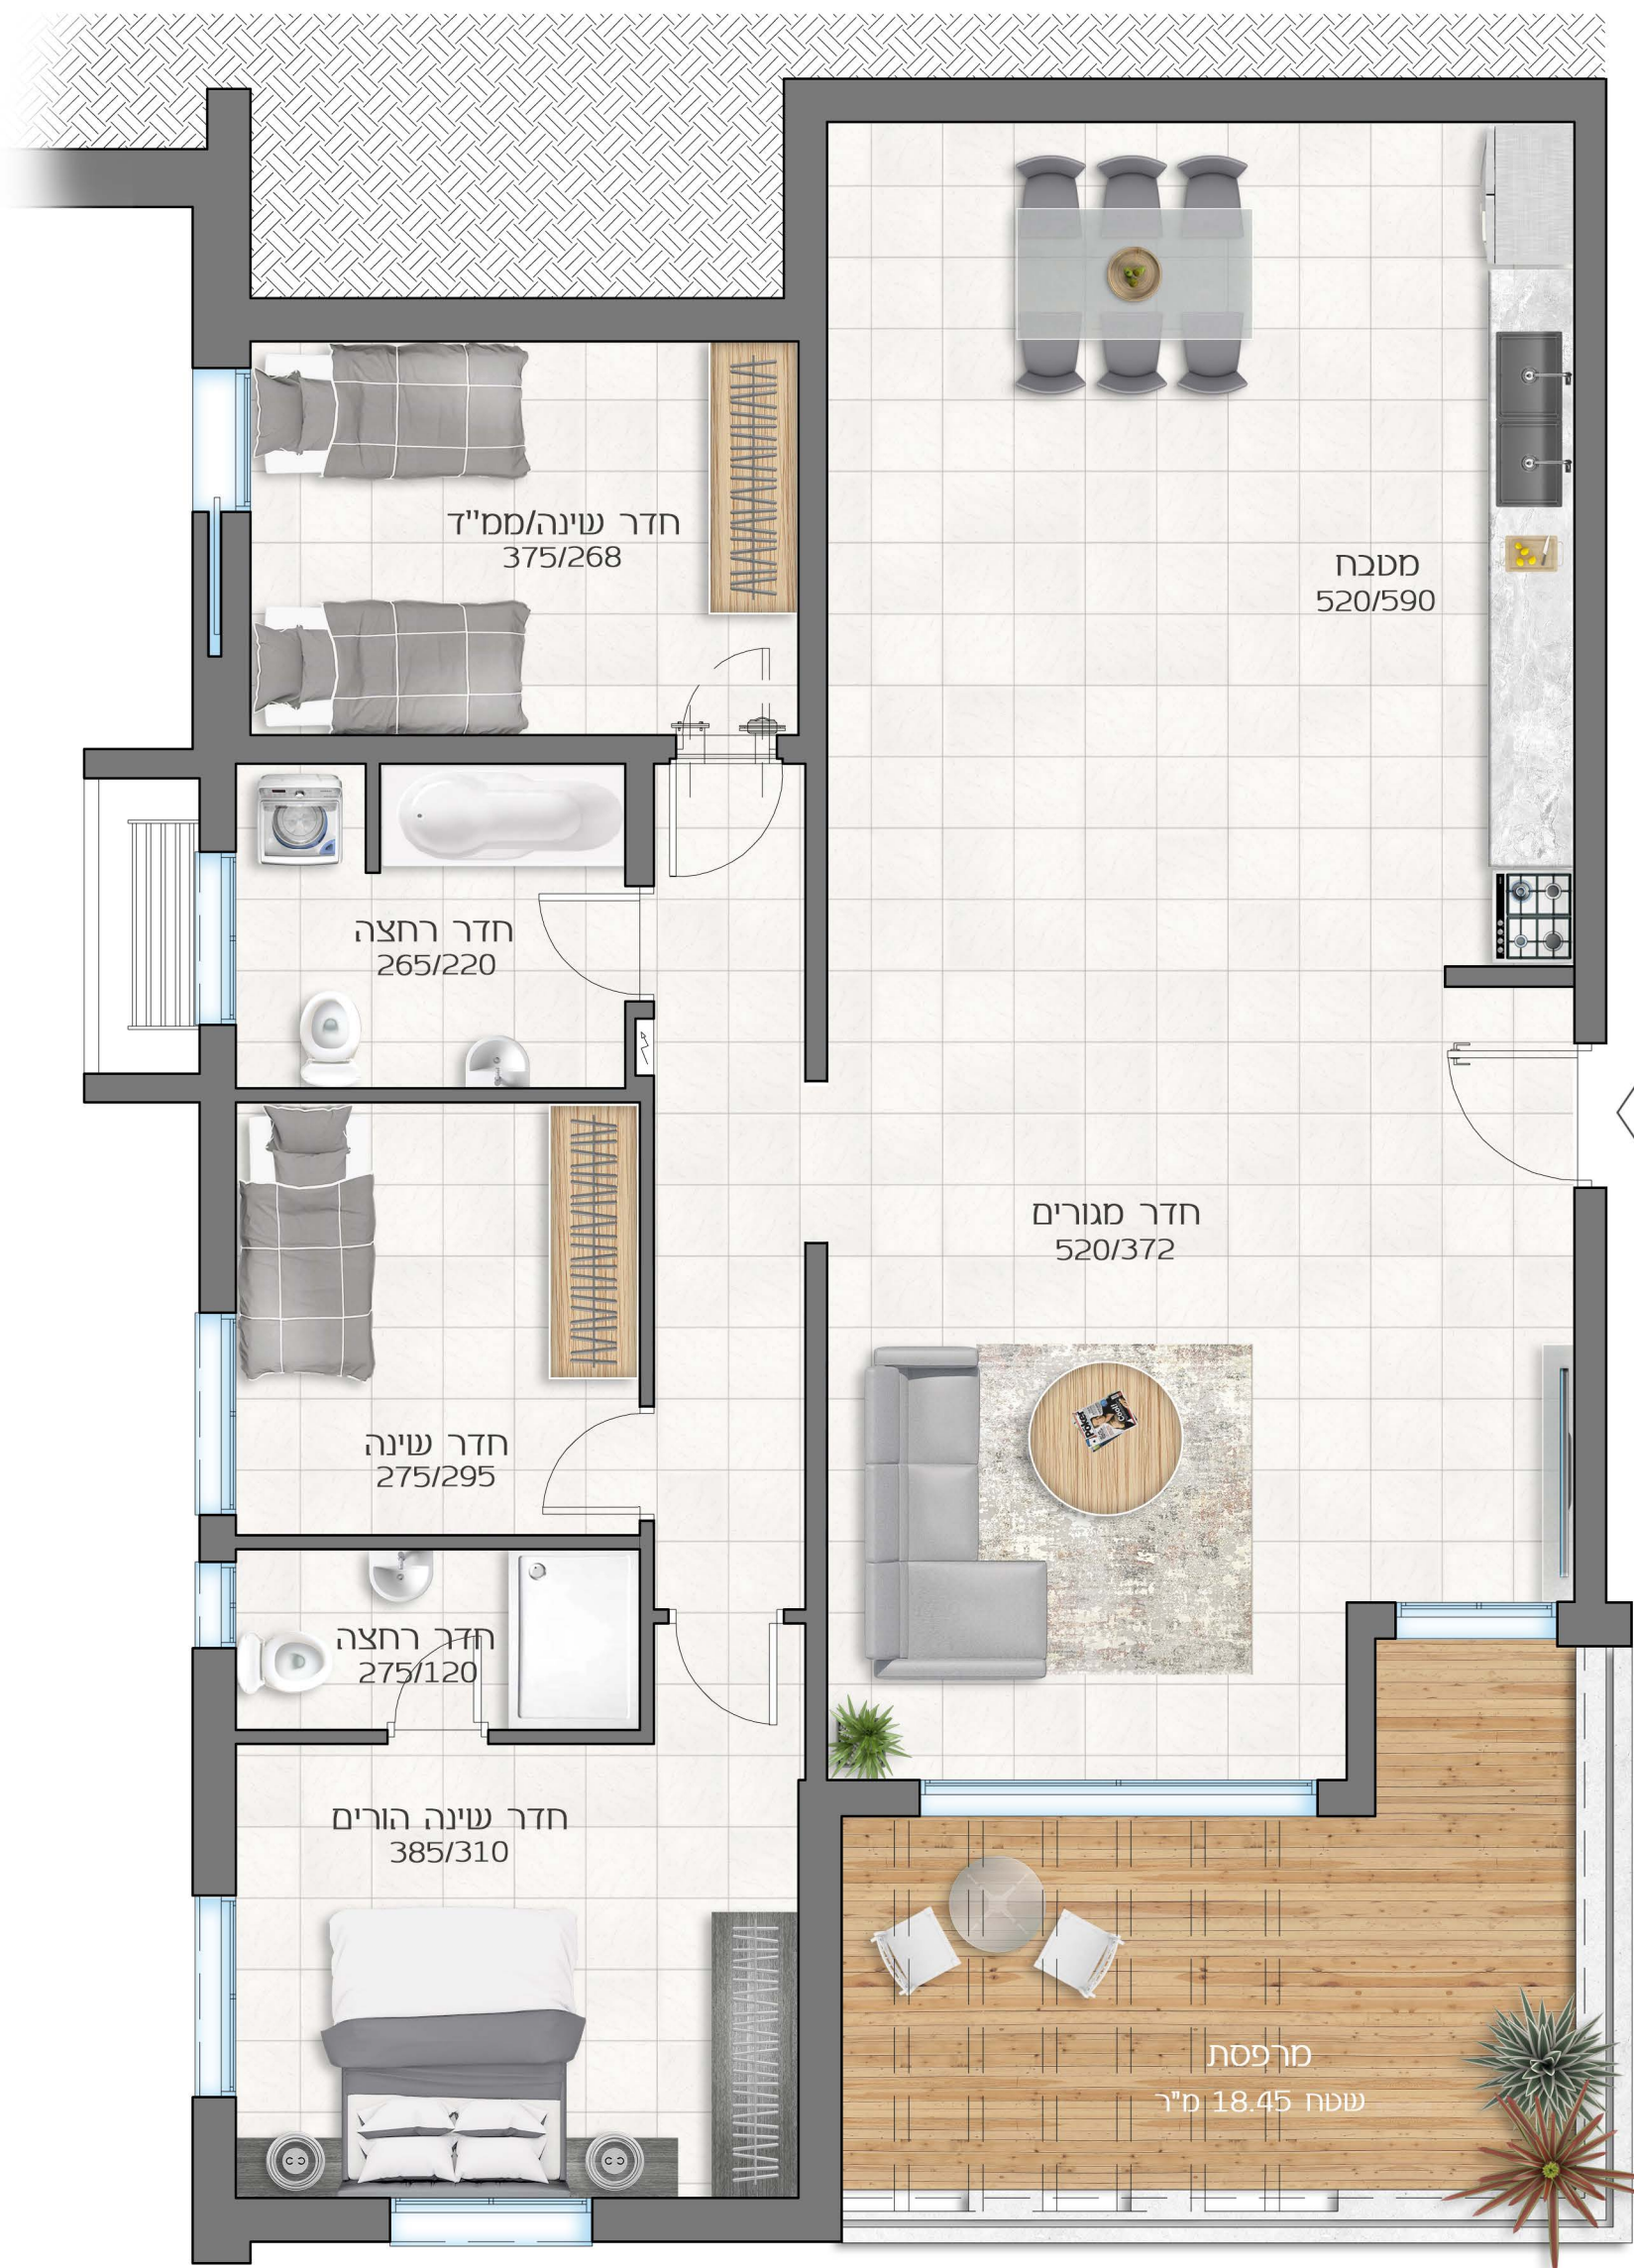 חדר שינה/ממ"ד
375/268
מטבח
520/590
חדר רחצה
265/220
חדר מגורים
520/372
חדר שינה
275/295
חדר רחצה
275/120
חדר שינה הורים
385/310
מרפסת
שטח 18.45 מ"ר
Poker